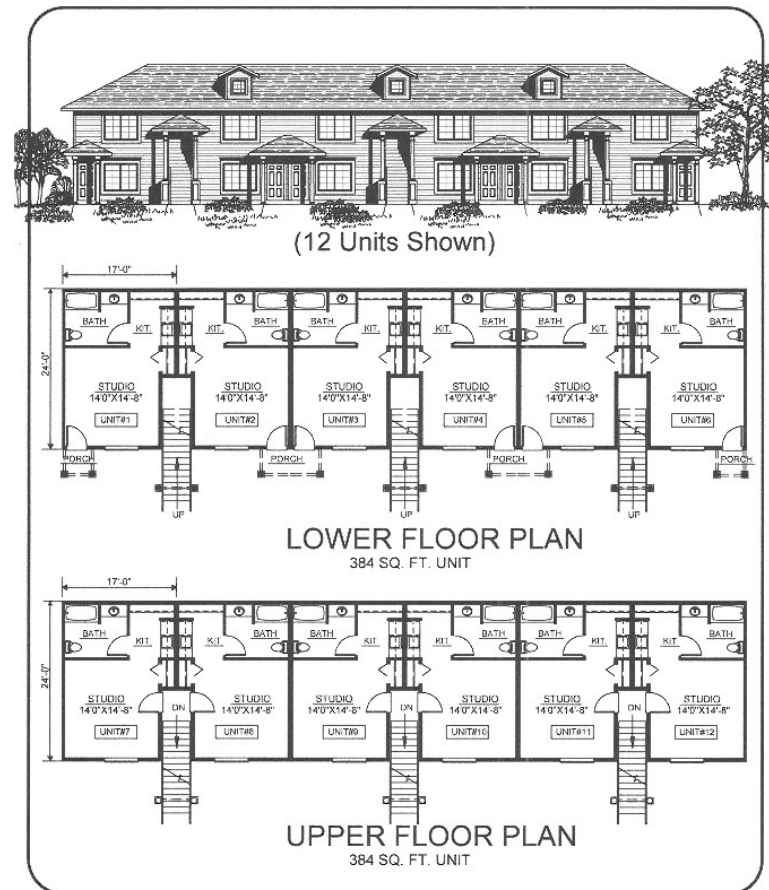 (12 Units Shown)
17'-0"
24'-0"
BATH KIT. KIT. BATH BATH KIT. KIT. BATH BATH KIT. KIT. BATH
STUDIO STUDIO STUDIO STUDIO STUDIO STUDIO
14'0"X14'-8" 14'0"X14'-8" 14'0"X14'-8" 14'0"X14'-8" 14'0"X14'-8" 14'0"X14'-8"
UNIT#1 UNIT#2 UNIT#3 UNIT#4 UNIT#5 UNIT#6
PORCH PORCH PORCH PORCH
UP UP UP
LOWER FLOOR PLAN
384 SQ. FT. UNIT
17'-0"
24'-0"
BATH KIT. KIT. BATH BATH KIT. KIT. BATH BATH KIT. KIT. BATH
STUDIO DN STUDIO STUDIO DN STUDIO STUDIO DN STUDIO
14'0"X14'-8" 14'0"X14'-8" 14'0"X14'-8" 14'0"X14'-8" 14'0"X14'-8" 14'0"X14'-8"
UNIT#7 UNIT#8 UNIT#9 UNIT#10 UNIT#11 UNIT#12
UPPER FLOOR PLAN
384 SQ. FT. UNIT